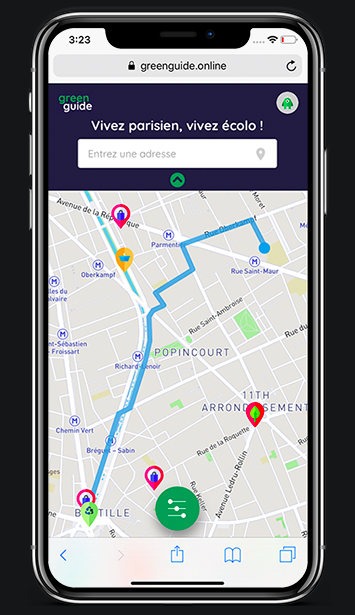 3:23
greenguide.online
green
guide
Vivez parisien, vivez écolo !
Entrez une adresse
Avenue de la République
Rue Moret
Rue Oberkampf
M
Parmentier
M
Oberkampf
M
Rue Saint-Maur
M
Rue Saint-Ambroise
M
-Sébastien
- Froissart
POPINCOURT
M
Richard-Lenoir
11TH
ARRONDISSEMENT
M
Chemin Vert
M
Bréguet - Sabin
Rue de la Roquette
Avenue Ledru-Rollin
Rue Keller
BASTILLE